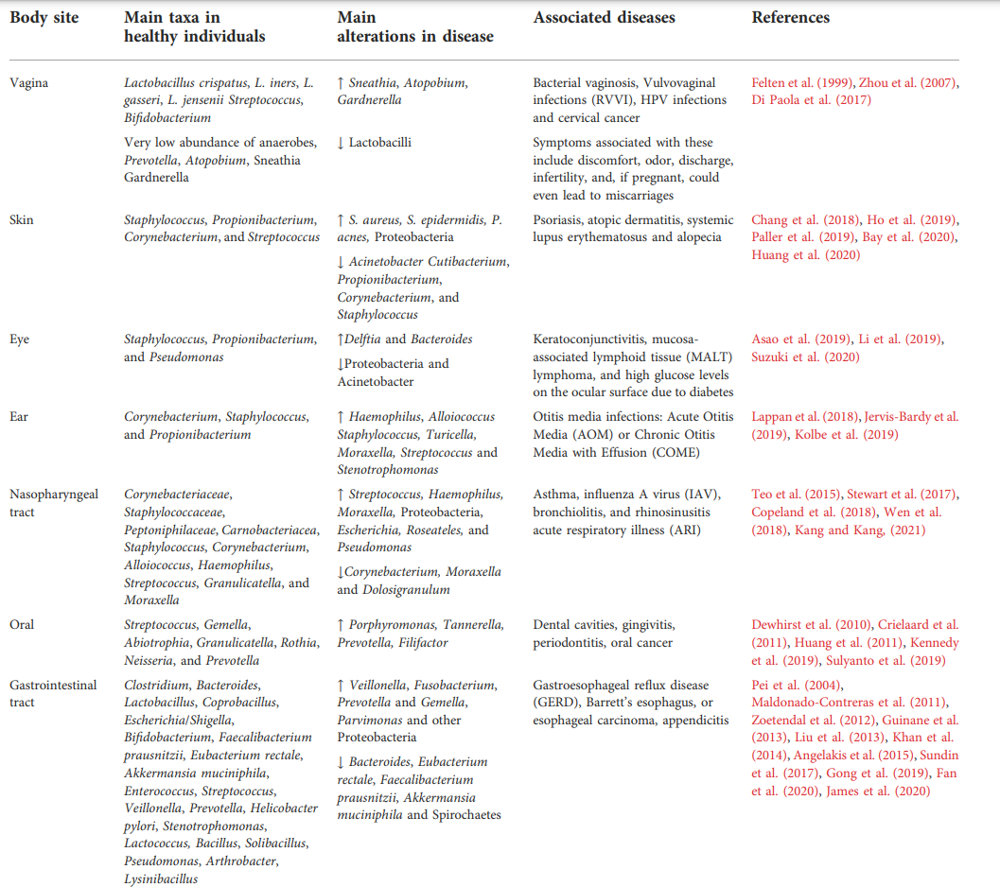 Body site
Main taxa in
healthy individuals
Main
alterations in disease
Associated diseases
References
Vagina
Lactobacillus crispatus, L. iners, L.
gasseri, L. jensenii Streptococcus,
Bifidobacterium
Very low abundance of anaerobes,
Prevotella, Atopobium, Sneathia
Gardnerella
↑ Sneathia, Atopobium,
Gardnerella
↓ Lactobacilli
Bacterial vaginosis, Vulvovaginal
infections (RVVI), HPV infections
and cervical cancer
Symptoms associated with these
include discomfort, odor, discharge,
infertility, and, if pregnant, could
even lead to miscarriages
Felten et al. (1999), Zhou et al. (2007),
Di Paola et al. (2017)
Skin
Staphylococcus, Propionibacterium,
Corynebacterium, and Streptococcus
↑ S. aureus, S. epidermidis, P.
acnes, Proteobacteria
↓ Acinetobacter Cutibacterium,
Propionibacterium,
Corynebacterium, and
Staphylococcus
Psoriasis, atopic dermatitis, systemic
lupus erythematosus and alopecia
Chang et al. (2018), Ho et al. (2019),
Paller et al. (2019), Bay et al. (2020),
Huang et al. (2020)
Eye
Staphylococcus, Propionibacterium,
and Pseudomonas
↑Delftia and Bacteroides
↓Proteobacteria and
Acinetobacter
Keratoconjunctivitis, mucosa-
associated lymphoid tissue (MALT)
lymphoma, and high glucose levels
on the ocular surface due to diabetes
Asao et al. (2019), Li et al. (2019),
Suzuki et al. (2020)
Ear
Corynebacterium, Staphylococcus,
and Propionibacterium
↑ Haemophilus, Alloiococcus
Staphylococcus, Turicella,
Moraxella, Streptococcus and
Stenotrophomonas
Otitis media infections: Acute Otitis
Media (AOM) or Chronic Otitis
Media with Effusion (COME)
Lappan et al. (2018), Jervis-Bardy et al.
(2019), Kolbe et al. (2019)
Nasopharyngeal
tract
Corynebacteriaceae,
Staphylococcaceae,
Peptoniphilaceae, Carnobacteriacea,
Staphylococcus, Corynebacterium,
Alloiococcus, Haemophilus,
Streptococcus, Granulicatella, and
Moraxella
↑ Streptococcus, Haemophilus,
Moraxella, Proteobacteria,
Escherichia, Roseateles, and
Pseudomonas
↓Corynebacterium, Moraxella
and Dolosigranulum
Asthma, influenza A virus (IAV),
bronchiolitis, and rhinosinusitis
acute respiratory illness (ARI)
Teo et al. (2015), Stewart et al. (2017),
Copeland et al. (2018), Wen et al.
(2018), Kang and Kang, (2021)
Oral
Streptococcus, Gemella,
Abiotrophia, Granulicatella, Rothia,
Neisseria, and Prevotella
↑ Porphyromonas, Tannerella,
Prevotella, Filifactor
Dental cavities, gingivitis,
periodontitis, oral cancer
Dewhirst et al. (2010), Crielaard et al.
(2011), Huang et al. (2011), Kennedy
et al. (2019), Sulyanto et al. (2019)
Gastrointestinal
tract
Clostridium, Bacteroides,
Lactobacillus, Coprobacillus,
Escherichia/Shigella,
Bifidobacterium, Faecalibacterium
prausnitzii, Eubacterium rectale,
Akkermansia muciniphila,
Enterococcus, Streptococcus,
Veillonella, Prevotella, Helicobacter
pylori, Stenotrophomonas,
Lactococcus, Bacillus, Solibacillus,
Pseudomonas, Arthrobacter,
Lysinibacillus
↑ Veillonella, Fusobacterium,
Prevotella and Gemella,
Parvimonas and other
Proteobacteria
↓ Bacteroides, Eubacterium
rectale, Faecalibacterium
prausnitzii, Akkermansia
muciniphila and Spirochaetes
Gastroesophageal reflux disease
(GERD), Barrett's esophagus, or
esophageal carcinoma, appendicitis
Pei et al. (2004),
Maldonado-Contreras et al. (2011),
Zoetendal et al. (2012), Guinane et al.
(2013), Liu et al. (2013), Khan et al.
(2014), Angelakis et al. (2015), Sundin
et al. (2017), Gong et al. (2019), Fan
et al. (2020), James et al. (2020)